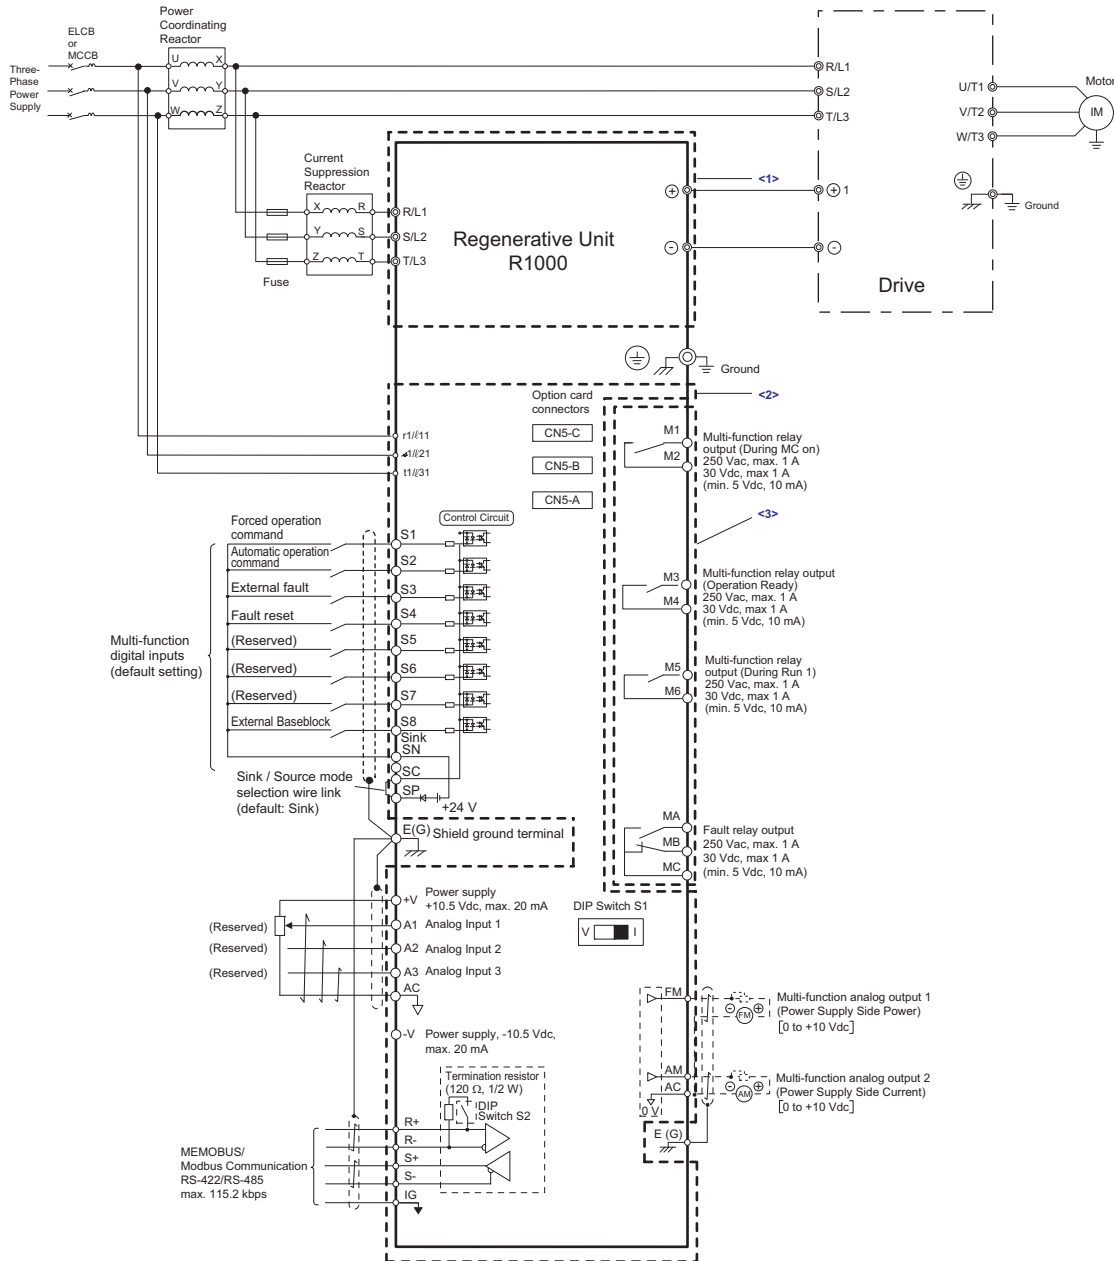 Power
Coordinating
Reactor
ELCB
or
MCCB
Three-
Phase
Power
Supply
U X
V Y
W Z
R/L1
S/L2
T/L3
U/T1
V/T2
W/T3
Motor
IM
Ground
+ 1
-
Drive
Current
Suppression
Reactor
X R
Y S
Z T
Fuse
R/L1
S/L2
T/L3
Regenerative Unit
R1000
+
-
<1>
Ground
<2>
Option card
connectors
CN5-C
CN5-B
CN5-A
r1/ℓ11
1/ℓ21
t1/ℓ31
M1
M2
Multi-function relay
output (During MC on)
250 Vac, max. 1 A
30 Vdc, max 1 A
(min. 5 Vdc, 10 mA)
<3>
Control Circuit
Forced operation
command
S1
Automatic operation
command
S2
External fault
S3
Fault reset
S4
(Reserved)
S5
(Reserved)
S6
(Reserved)
S7
External Baseblock
S8
Multi-function
digital inputs
(default setting)
Sink
SN
SC
SP
+24 V
Sink / Source mode
selection wire link
(default: Sink)
M3
M4
Multi-function relay output
(Operation Ready)
250 Vac, max. 1 A
30 Vdc, max 1 A
(min. 5 Vdc, 10 mA)
M5
M6
Multi-function relay
output (During Run 1)
250 Vac, max. 1 A
30 Vdc, max 1 A
(min. 5 Vdc, 10 mA)
MA
MB
MC
Fault relay output
250 Vac, max. 1 A
30 Vdc, max 1 A
(min. 5 Vdc, 10 mA)
E(G) Shield ground terminal
+V
Power supply
+10.5 Vdc, max. 20 mA
(Reserved)
A1 Analog Input 1
(Reserved)
A2 Analog Input 2
(Reserved)
A3 Analog Input 3
AC
-V Power supply, -10.5 Vdc,
max. 20 mA
DIP Switch S1
V I
FM
FM
Multi-function analog output 1
(Power Supply Side Power)
[0 to +10 Vdc]
AM
AC
0 V
AM
Multi-function analog output 2
(Power Supply Side Current)
[0 to +10 Vdc]
E (G)
Termination resistor
(120 Ω, 1/2 W)
DIP
Switch S2
R+
R-
S+
S-
IG
MEMOBUS/
Modbus Communication
RS-422/RS-485
max. 115.2 kbps